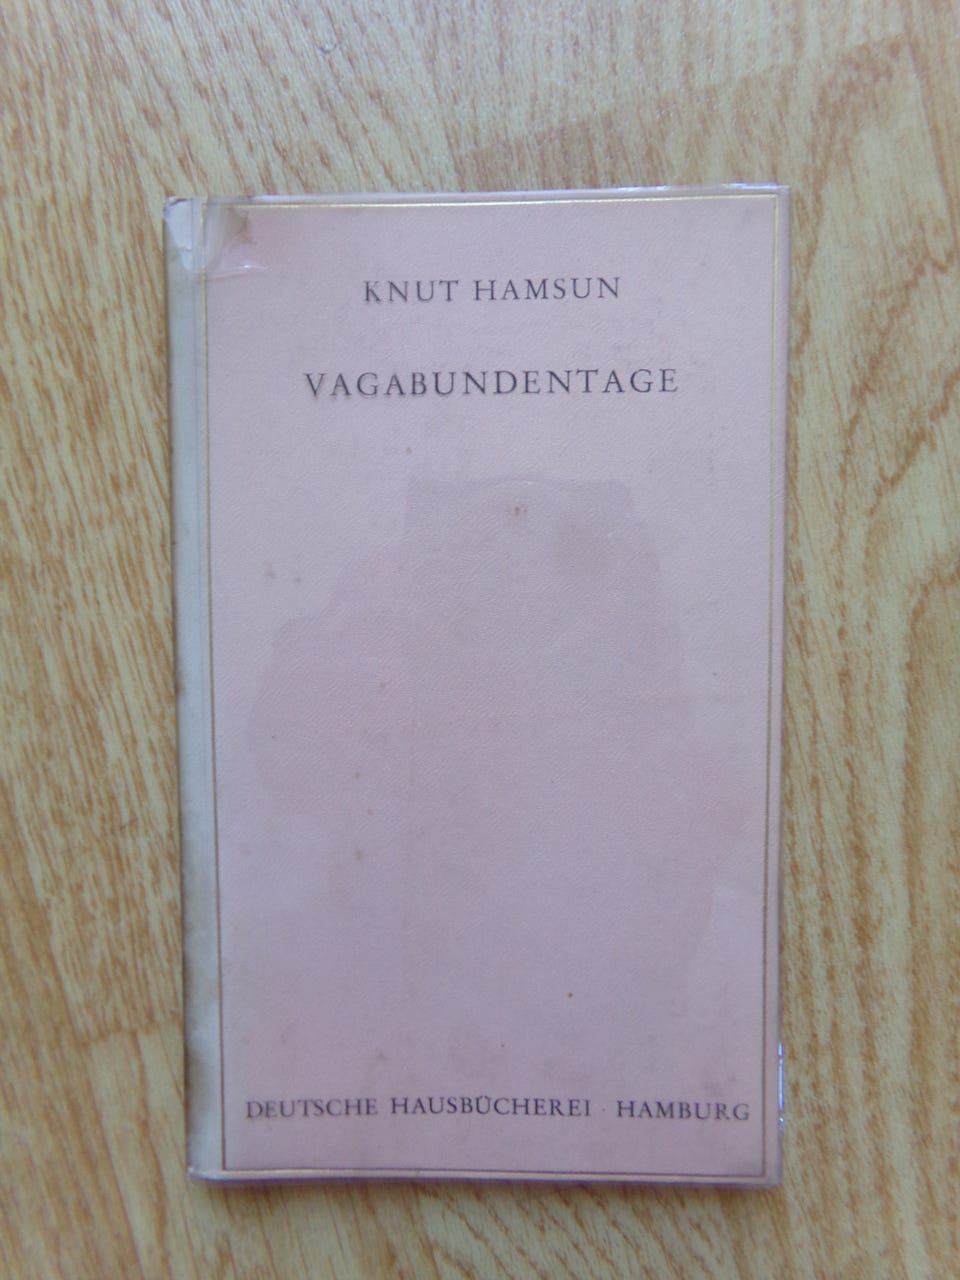 KNUT HAMSUN
VAGABUNDENTAGE
DEUTSCHE HAUSBÜCHEREI · HAMBURG